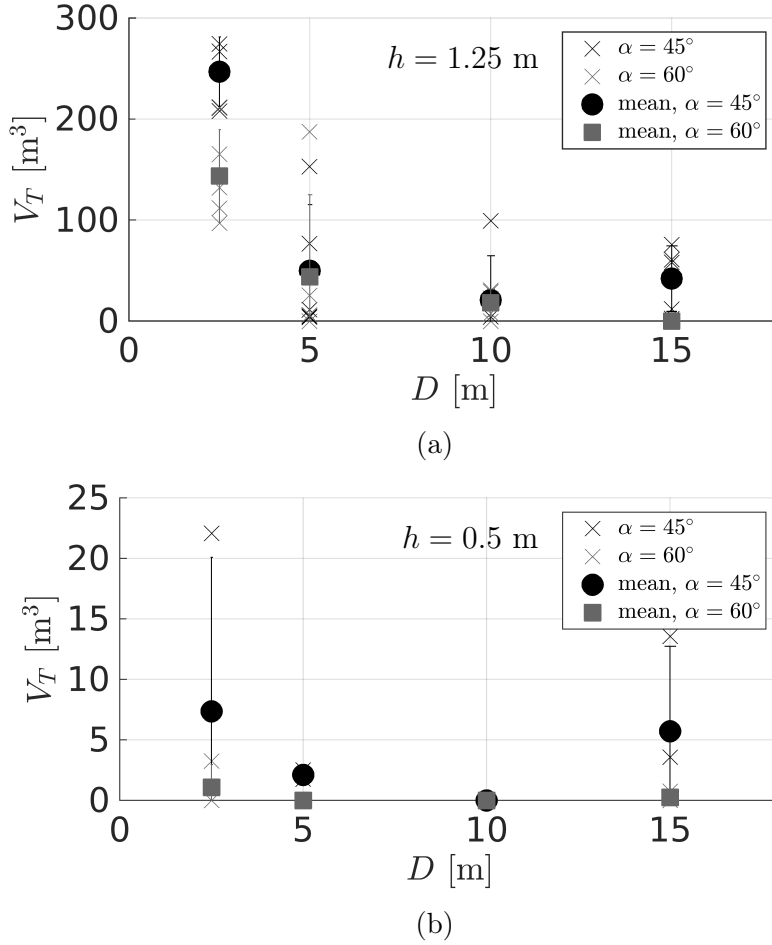 300
200
100
0
V_T [m³]
h = 1.25 m
α = 45°
α = 60°
mean, α = 45°
mean, α = 60°
0 5 10 15
D [m]
(a)
25
20
15
10
5
0
V_T [m³]
h = 0.5 m
α = 45°
α = 60°
mean, α = 45°
mean, α = 60°
0 5 10 15
D [m]
(b)